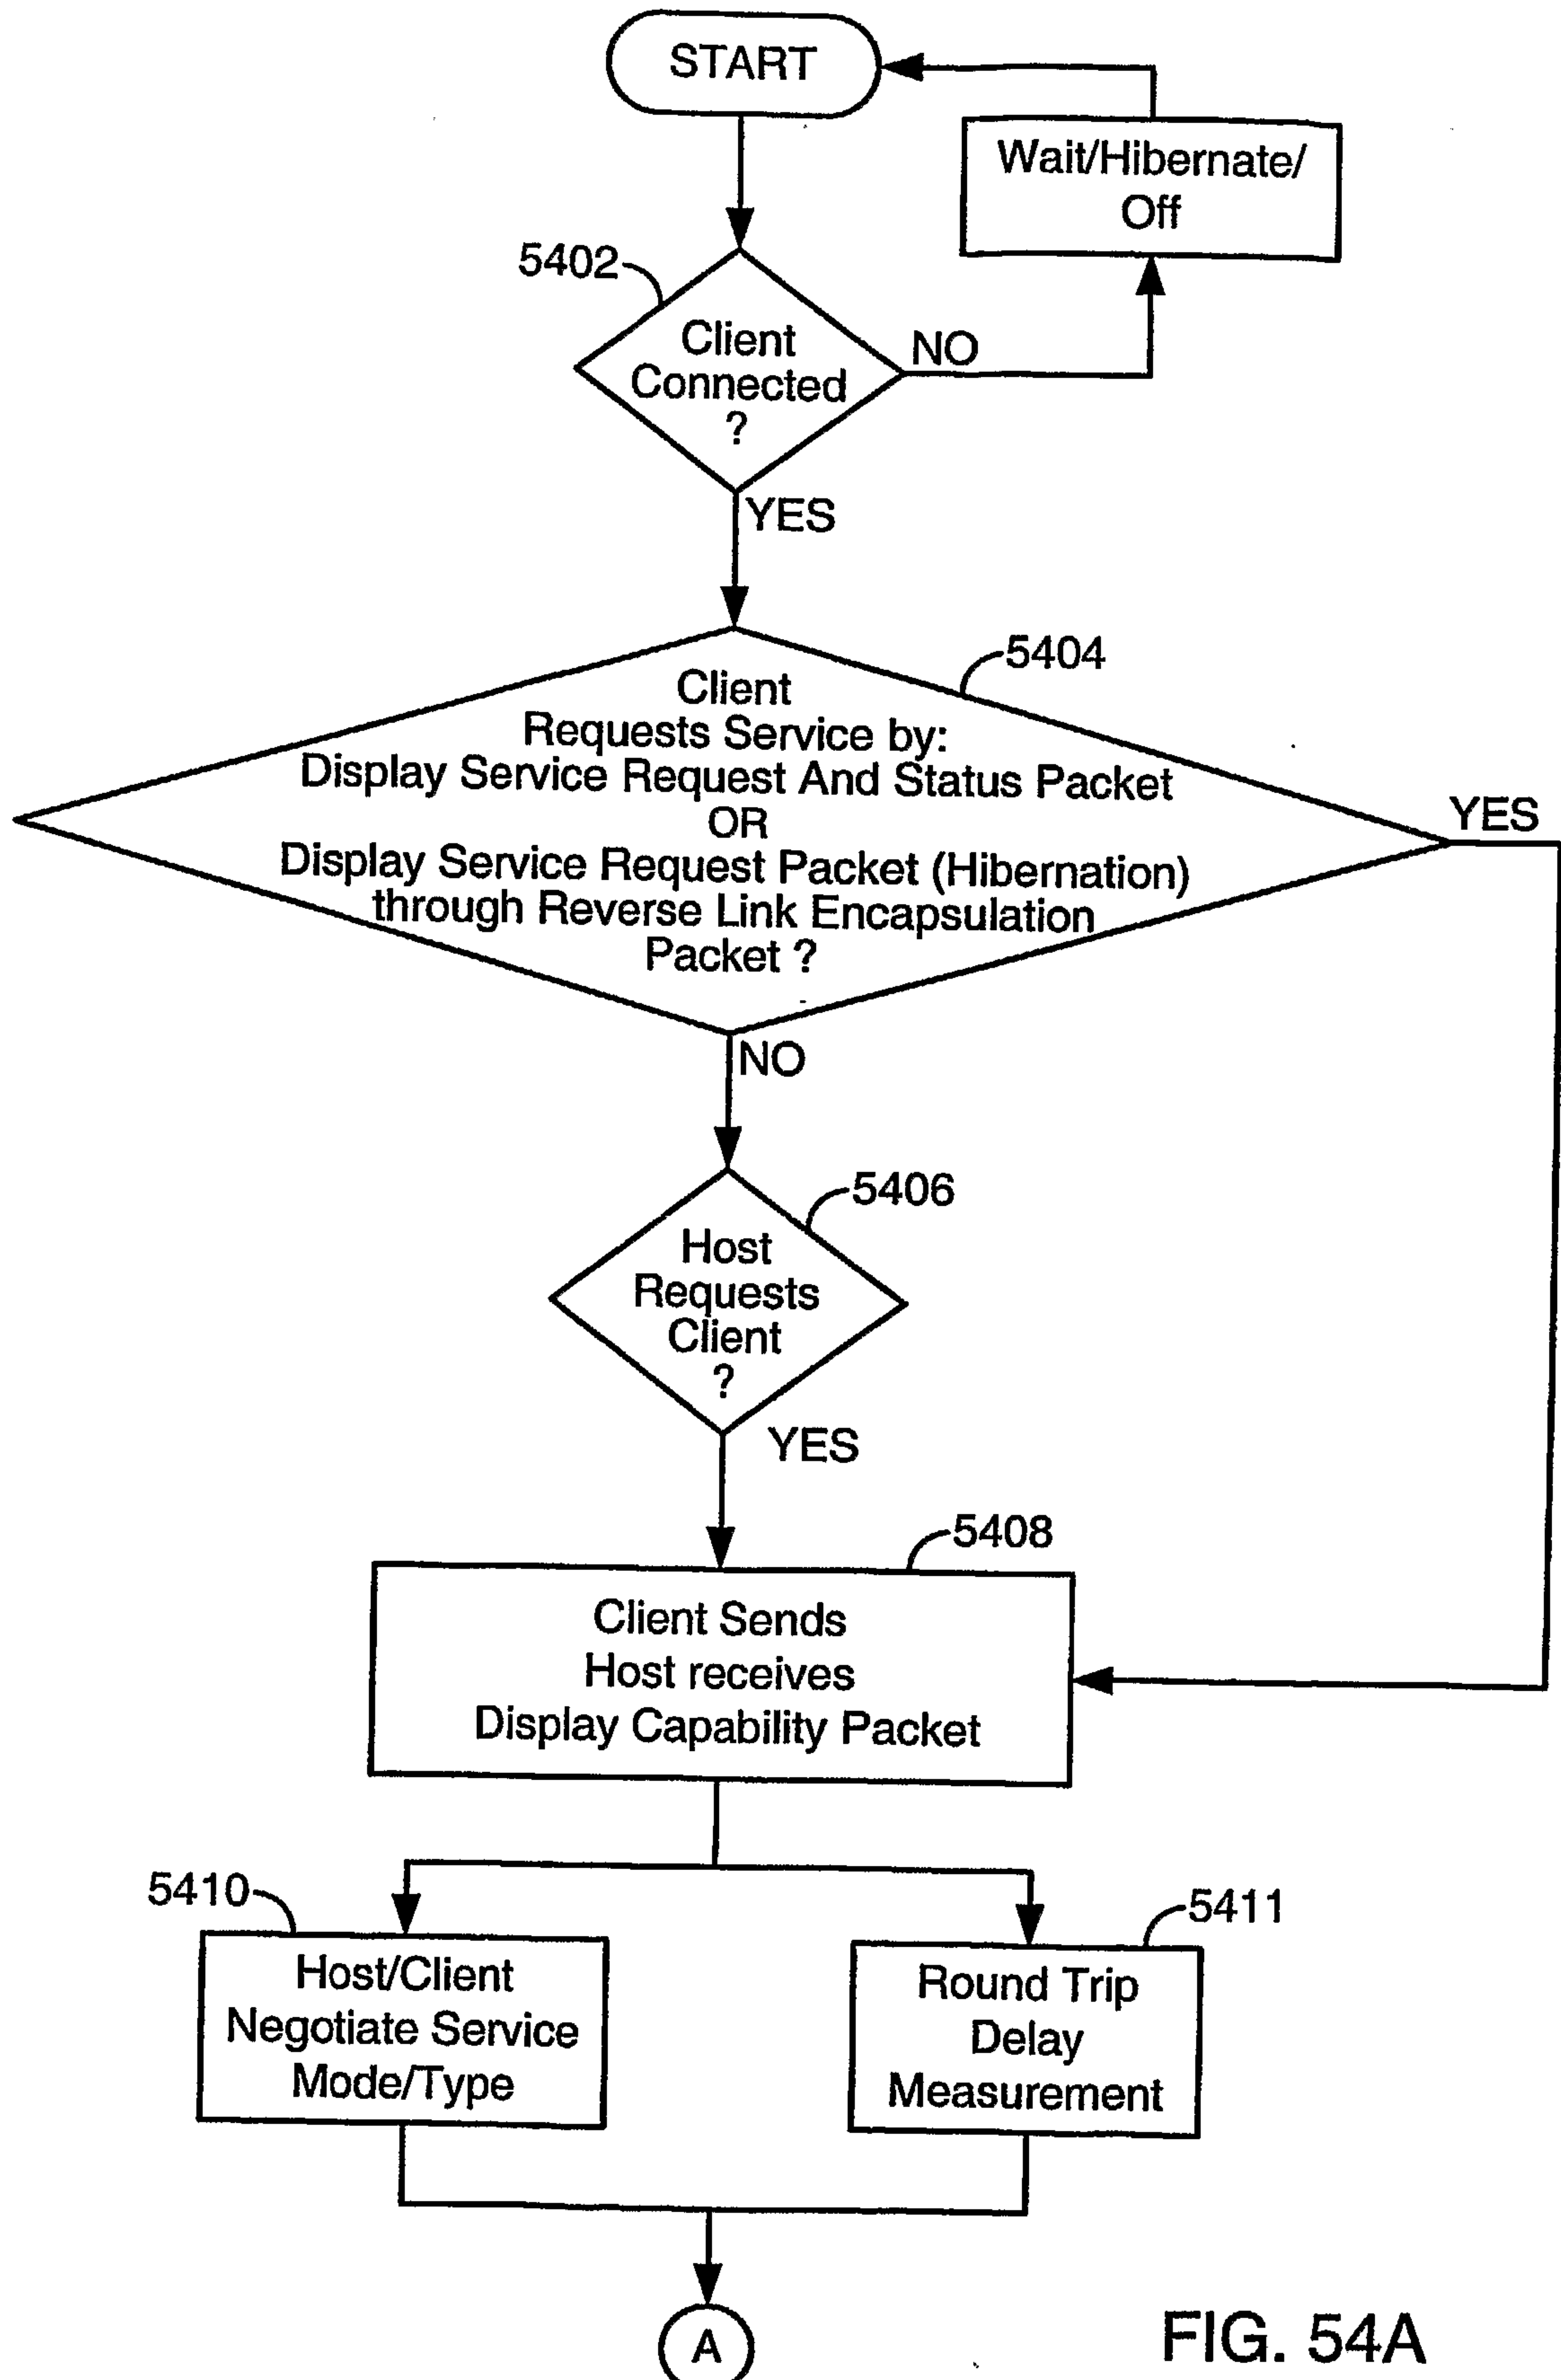 START
Wait/Hibernate/
Off
5402
Client
Connected
?
NO
YES
5404
Client
Requests Service by:
Display Service Request And Status Packet
OR
Display Service Request Packet (Hibernation)
through Reverse Link Encapsulation
Packet ?
YES
NO
5406
Host
Requests
Client
?
YES
5408
Client Sends
Host receives
Display Capability Packet
5410
Host/Client
Negotiate Service
Mode/Type
5411
Round Trip
Delay
Measurement
A
FIG. 54A